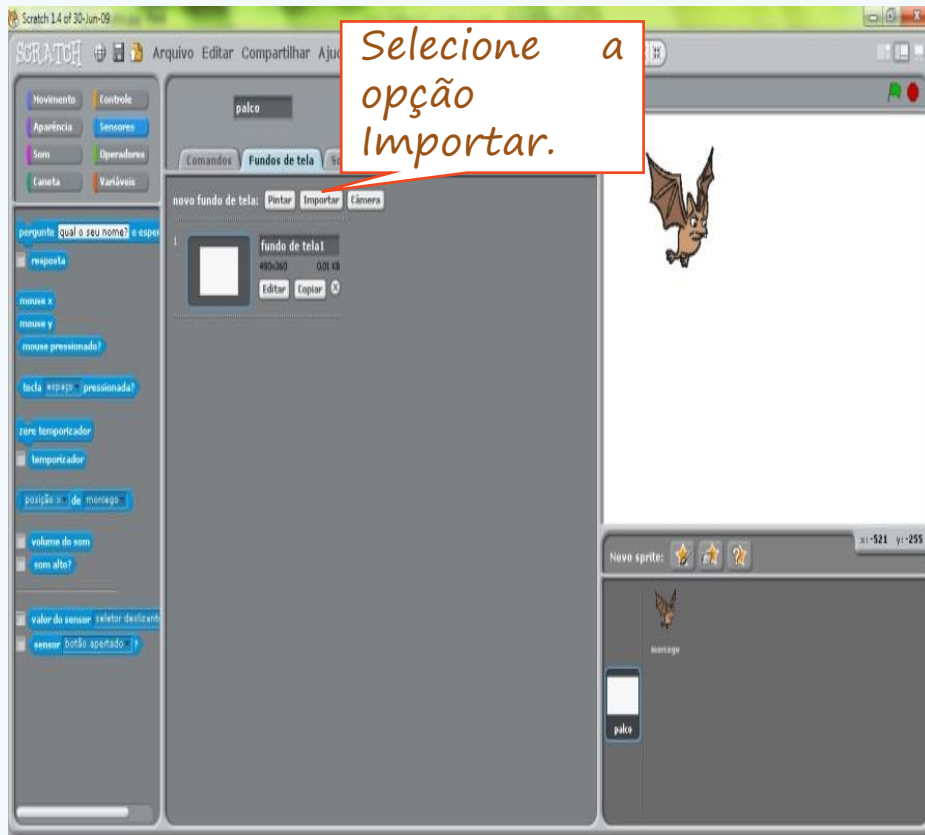 Scratch 1.4 of 30-Jun-09
SCRATCH Arquivo Editar Compartilhar
Selecione a
opção
Importar.
Movimento Controle
Aparência Sensores
Som Operadores
Caneta Variáveis
palco
Comandos Fundos de tela
novo fundo de tela: Pintar Importar Câmera
1 fundo de tela1
480x360 0.01 KB
Editar Copiar
pergunte qual o seu nome? e
resposta
mouse x
mouse y
mouse pressionado?
tecla espaço pressionada?
zere temporizador
temporizador
posição x de morcego
volume do som
som alto?
valor do sensor seletor
sensor botão apertado ?
x: -521 y: -255
Novo sprite:
morcego
palco